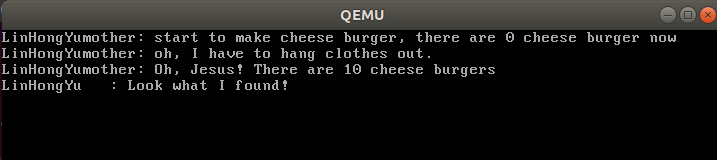 QEMU
LinHongYumother: start to make cheese burger, there are 0 cheese burger now
LinHongYumother: oh, I have to hang clothes out.
LinHongYumother: Oh, Jesus! There are 10 cheese burgers
LinHongYu   : Look what I found!